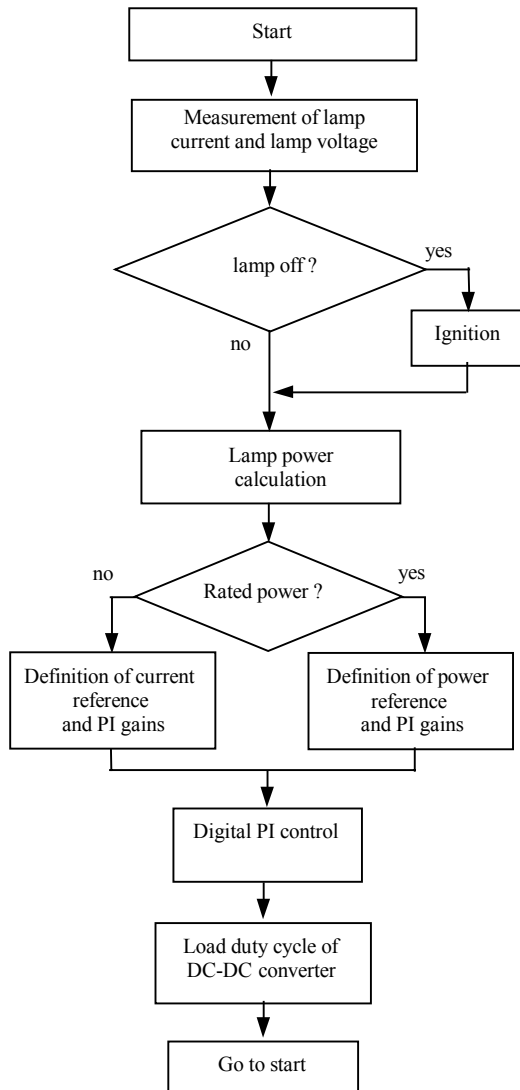 Start
Measurement of lamp
current and lamp voltage
lamp off ?
yes
Ignition
no
Lamp power
calculation
no
Rated power ?
yes
Definition of current
reference
and PI gains
Definition of power
reference
and PI gains
Digital PI control
Load duty cycle of
DC-DC converter
Go to start